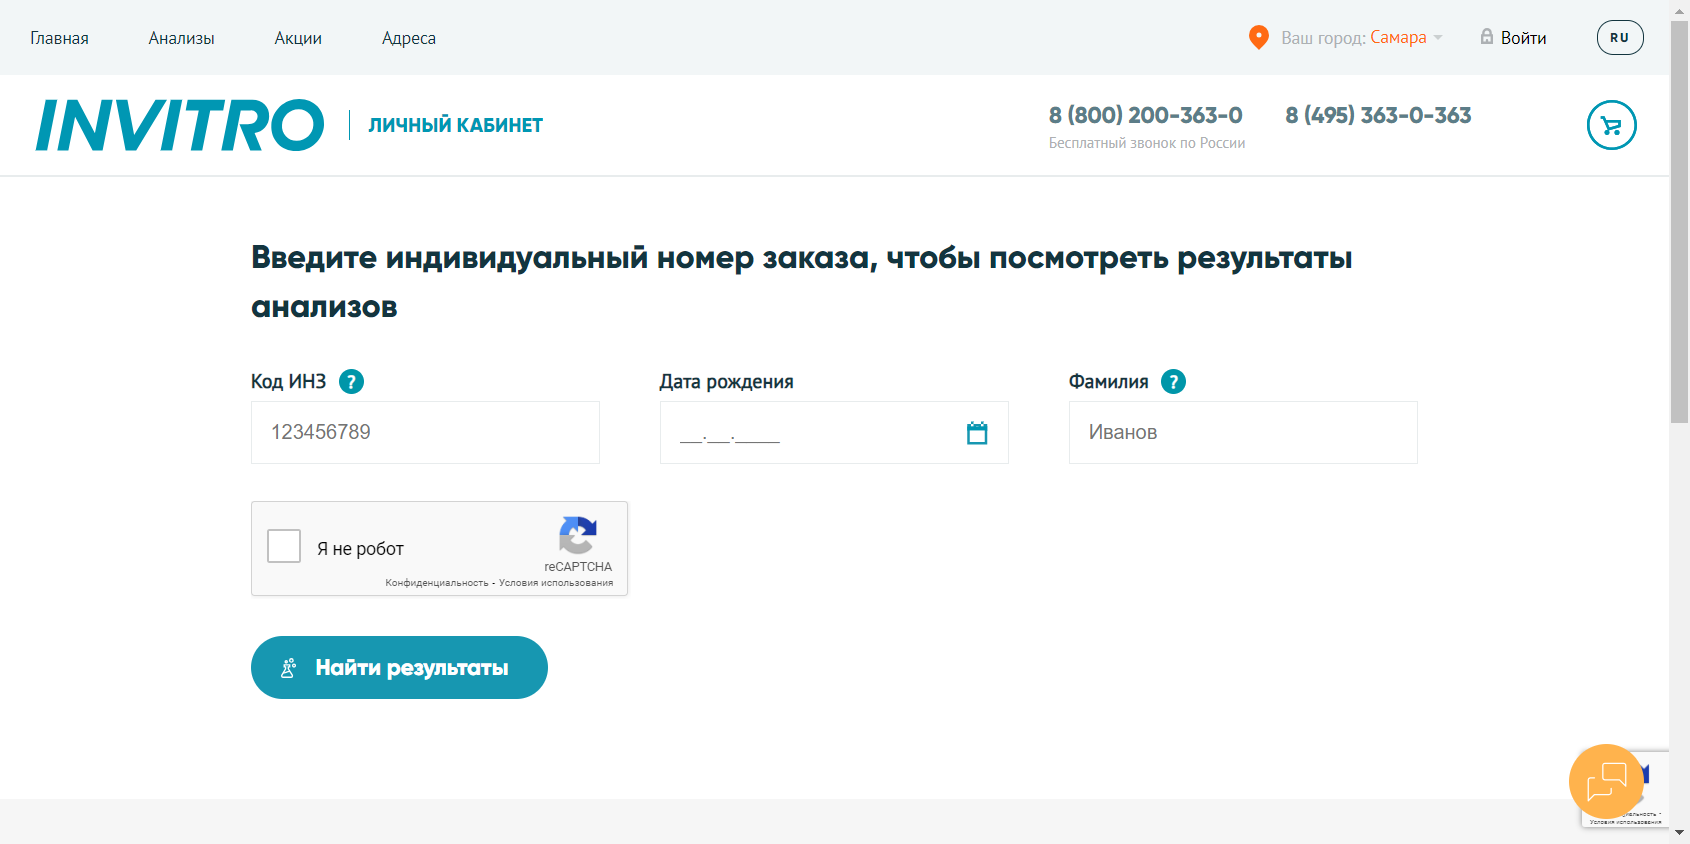 Главная Анализы Акции Адреса Ваш город: Самара Войти RU
INVITRO ЛИЧНЫЙ КАБИНЕТ 8 (800) 200-363-0 8 (495) 363-0-363
Бесплатный звонок по России
Введите индивидуальный номер заказа, чтобы посмотреть результаты
анализов
Код ИНЗ ? Дата рождения Фамилия ?
123456789 __.__.____ Иванов
Я не робот
reCAPTCHA
Конфиденциальность - Условия использования
Найти результаты
Условия использования